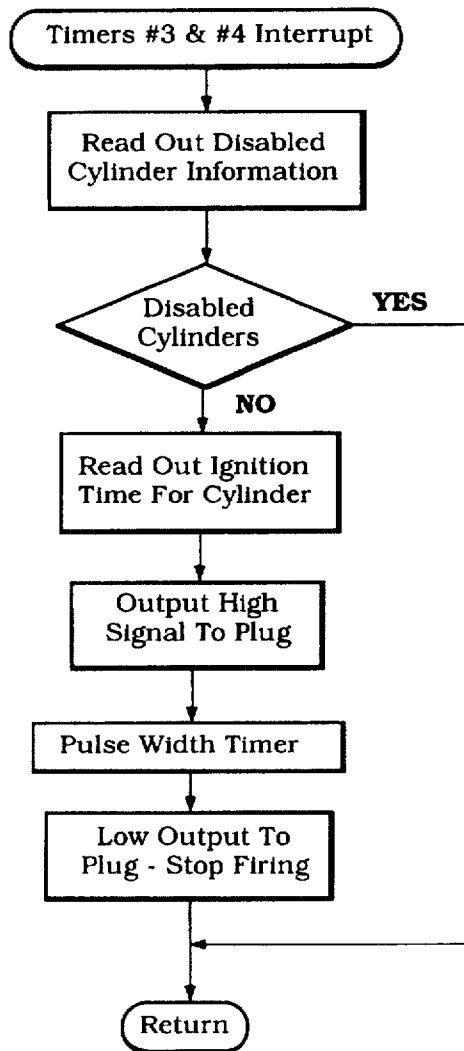 Timers #3 & #4 Interrupt
Read Out Disabled
Cylinder Information
Disabled
Cylinders
YES
NO
Read Out Ignition
Time For Cylinder
Output High
Signal To Plug
Pulse Width Timer
Low Output To
Plug - Stop Firing
Return